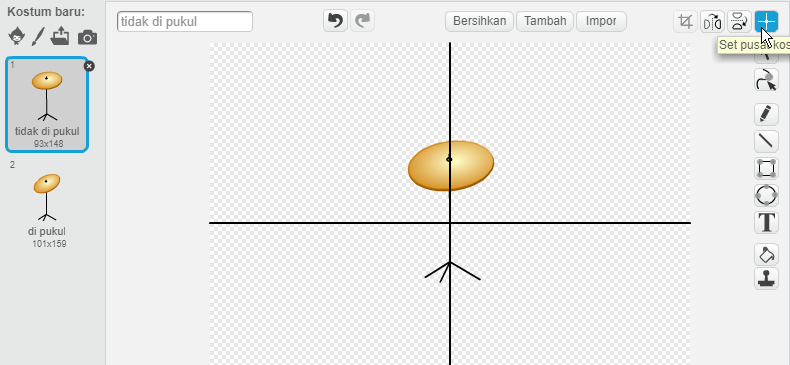 Kostum baru:
tidak di pukul
Bersihkan
Tambah
Impor
Set pusat kos
1
tidak di pukul
93x148
2
di pukul
101x159
T